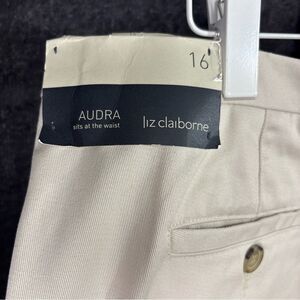 16
AUDRA
sits at the waist
liz claiborne